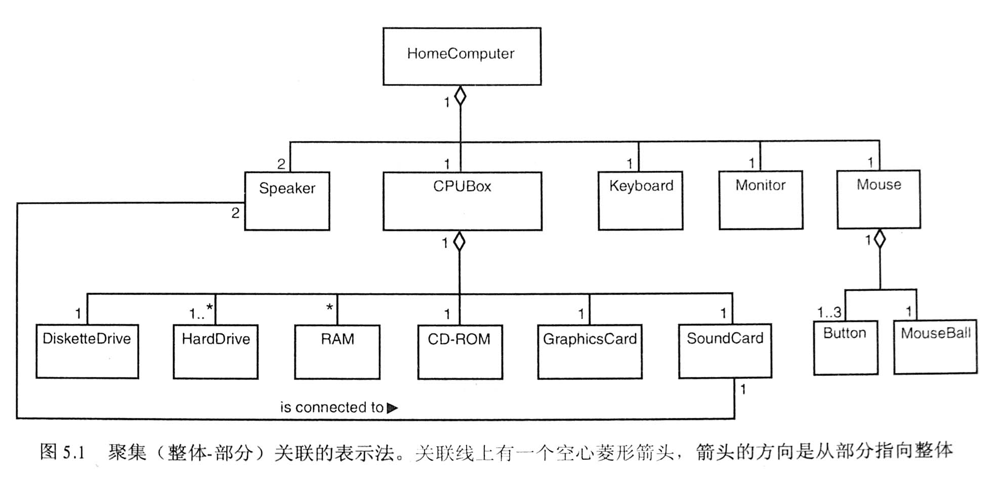 HomeComputer
1
2
1
1
1
1
Speaker
CPUBox
Keyboard
Monitor
Mouse
2
1
1
1
1..*
*
1
1
1
1..3
1
DisketteDrive
HardDrive
RAM
CD-ROM
GraphicsCard
SoundCard
Button
MouseBall
1
is connected to▶
图 5.1 聚集（整体-部分）关联的表示法。关联线上有一个空心菱形箭头，箭头的方向是从部分指向整体